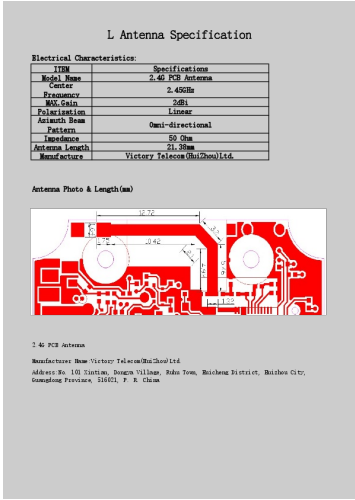 L Antenna Specification
Electrical Characteristics:
ITEM Specifications
Model Name 2.4G PCB Antenna
Center Frequency 2.45GHz
MAX.Gain 2dBi
Polarization Linear
Azimuth Beam Pattern Omni-directional
Impedance 50 Ohm
Antenna Length 21.38mm
Manufacture Victory Telecom(HuiZhou)Ltd.
Antenna Photo & Length(mm)
12.72
1.75 10.42
2.4G PCB Antenna
Manufacturer Name:Victory Telecom(HuiZhou)Ltd
Address:No. 101 Xintian, Dongya Village, Ruhu Town, Huicheng District, Huizhou City,
Guangdong Province, 516021, P. R. China